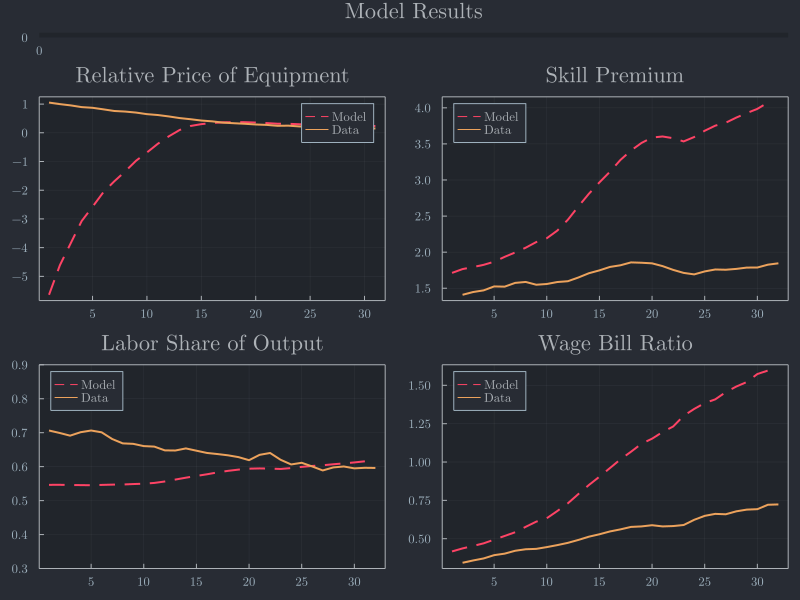 Model Results
0
0
Relative Price of Equipment
1
0
−1
−2
−3
−4
−5
5 10 15 20 25 30
Model
Data
Skill Premium
4.0
3.5
3.0
2.5
2.0
1.5
5 10 15 20 25 30
Model
Data
Labor Share of Output
0.9
0.8
0.7
0.6
0.5
0.4
0.3
5 10 15 20 25 30
Model
Data
Wage Bill Ratio
1.50
1.25
1.00
0.75
0.50
5 10 15 20 25 30
Model
Data